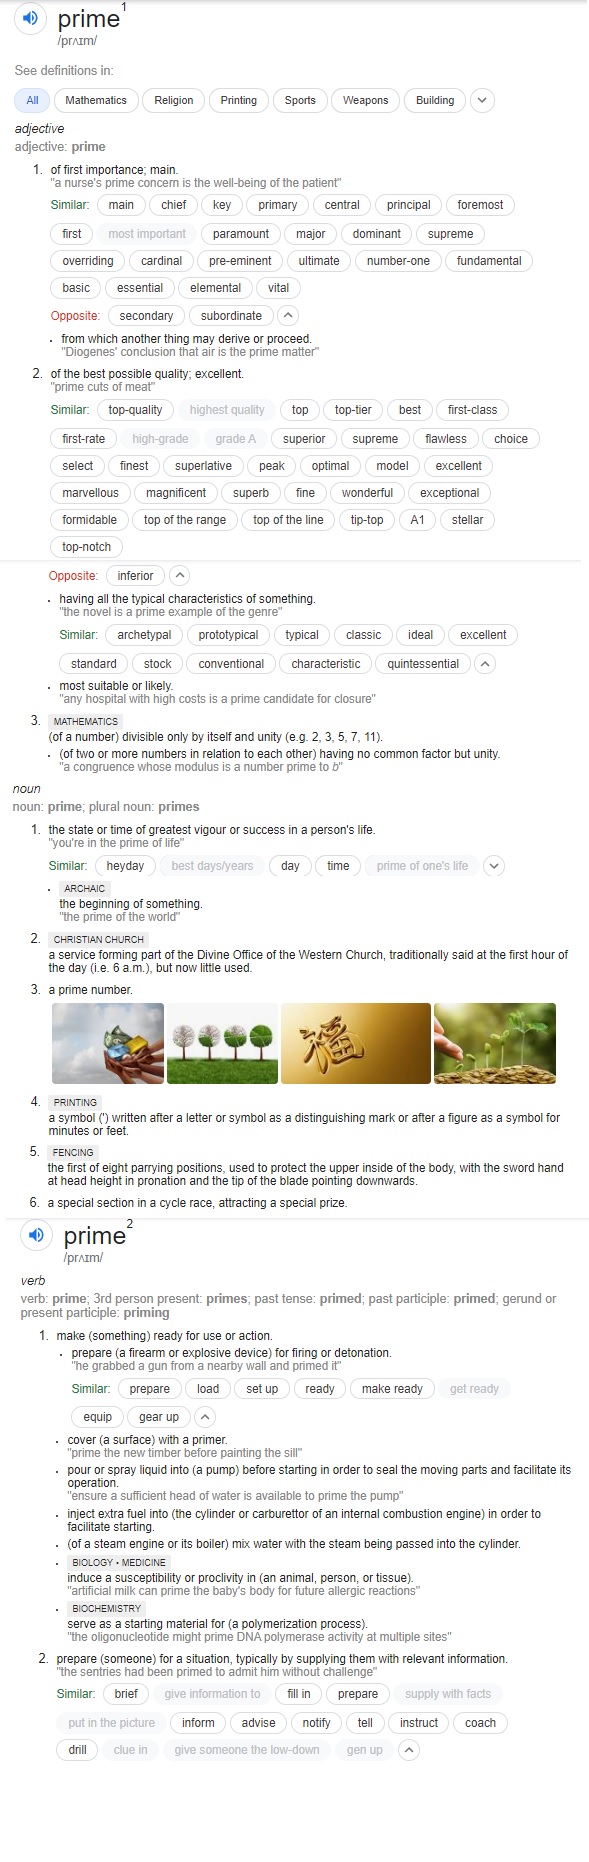 prime1
/prʌɪm/
See definitions in:
All Mathematics Religion Printing Sports Weapons Building
adjective
adjective: prime
1. of first importance; main.
"a nurse's prime concern is the well-being of the patient"
Similar: main chief key primary central principal foremost
first most important paramount major dominant supreme
overriding cardinal pre-eminent ultimate number-one fundamental
basic essential elemental vital
Opposite: secondary subordinate
• from which another thing may derive or proceed.
"Diogenes' conclusion that air is the prime matter"
2. of the best possible quality; excellent.
"prime cuts of meat"
Similar: top-quality highest quality top top-tier best first-class
first-rate high-grade grade A superior supreme flawless choice
select finest superlative peak optimal model excellent
marvellous magnificent superb fine wonderful exceptional
formidable top of the range top of the line tip-top A1 stellar
top-notch
Opposite: inferior
• having all the typical characteristics of something.
"the novel is a prime example of the genre"
Similar: archetypal prototypical typical classic ideal excellent
standard stock conventional characteristic quintessential
• most suitable or likely.
"any hospital with high costs is a prime candidate for closure"
3. MATHEMATICS
(of a number) divisible only by itself and unity (e.g. 2, 3, 5, 7, 11).
• (of two or more numbers in relation to each other) having no common factor but unity.
"a congruence whose modulus is a number prime to b"
noun
noun: prime; plural noun: primes
1. the state or time of greatest vigour or success in a person's life.
"you're in the prime of life"
Similar: heyday best days/years day time prime of one's life
• ARCHAIC
the beginning of something.
"the prime of the world"
2. CHRISTIAN CHURCH
a service forming part of the Divine Office of the Western Church, traditionally said at the first hour of
the day (i.e. 6 a.m.), but now little used.
3. a prime number.
福
4. PRINTING
a symbol (′) written after a letter or symbol as a distinguishing mark or after a figure as a symbol for
minutes or feet.
5. FENCING
the first of eight parrying positions, used to protect the upper inside of the body, with the sword hand
at head height in pronation and the tip of the blade pointing downwards.
6. a special section in a cycle race, attracting a special prize.
prime2
/prʌɪm/
verb
verb: prime; 3rd person present: primes; past tense: primed; past participle: primed; gerund or
present participle: priming
1. make (something) ready for use or action.
• prepare (a firearm or explosive device) for firing or detonation.
"he grabbed a gun from a nearby wall and primed it"
Similar: prepare load set up ready make ready get ready
equip gear up
• cover (a surface) with a primer.
"prime the new timber before painting the sill"
• pour or spray liquid into (a pump) before starting in order to seal the moving parts and facilitate its
operation.
"ensure a sufficient head of water is available to prime the pump"
• inject extra fuel into (the cylinder or carburettor of an internal combustion engine) in order to
facilitate starting.
• (of a steam engine or its boiler) mix water with the steam being passed into the cylinder.
• BIOLOGY • MEDICINE
induce a susceptibility or proclivity in (an animal, person, or tissue).
"artificial milk can prime the baby's body for future allergic reactions"
• BIOCHEMISTRY
serve as a starting material for (a polymerization process).
"the oligonucleotide might prime DNA polymerase activity at multiple sites"
2. prepare (someone) for a situation, typically by supplying them with relevant information.
"the sentries had been primed to admit him without challenge"
Similar: brief give information to fill in prepare supply with facts
put in the picture inform advise notify tell instruct coach
drill clue in give someone the low-down gen up